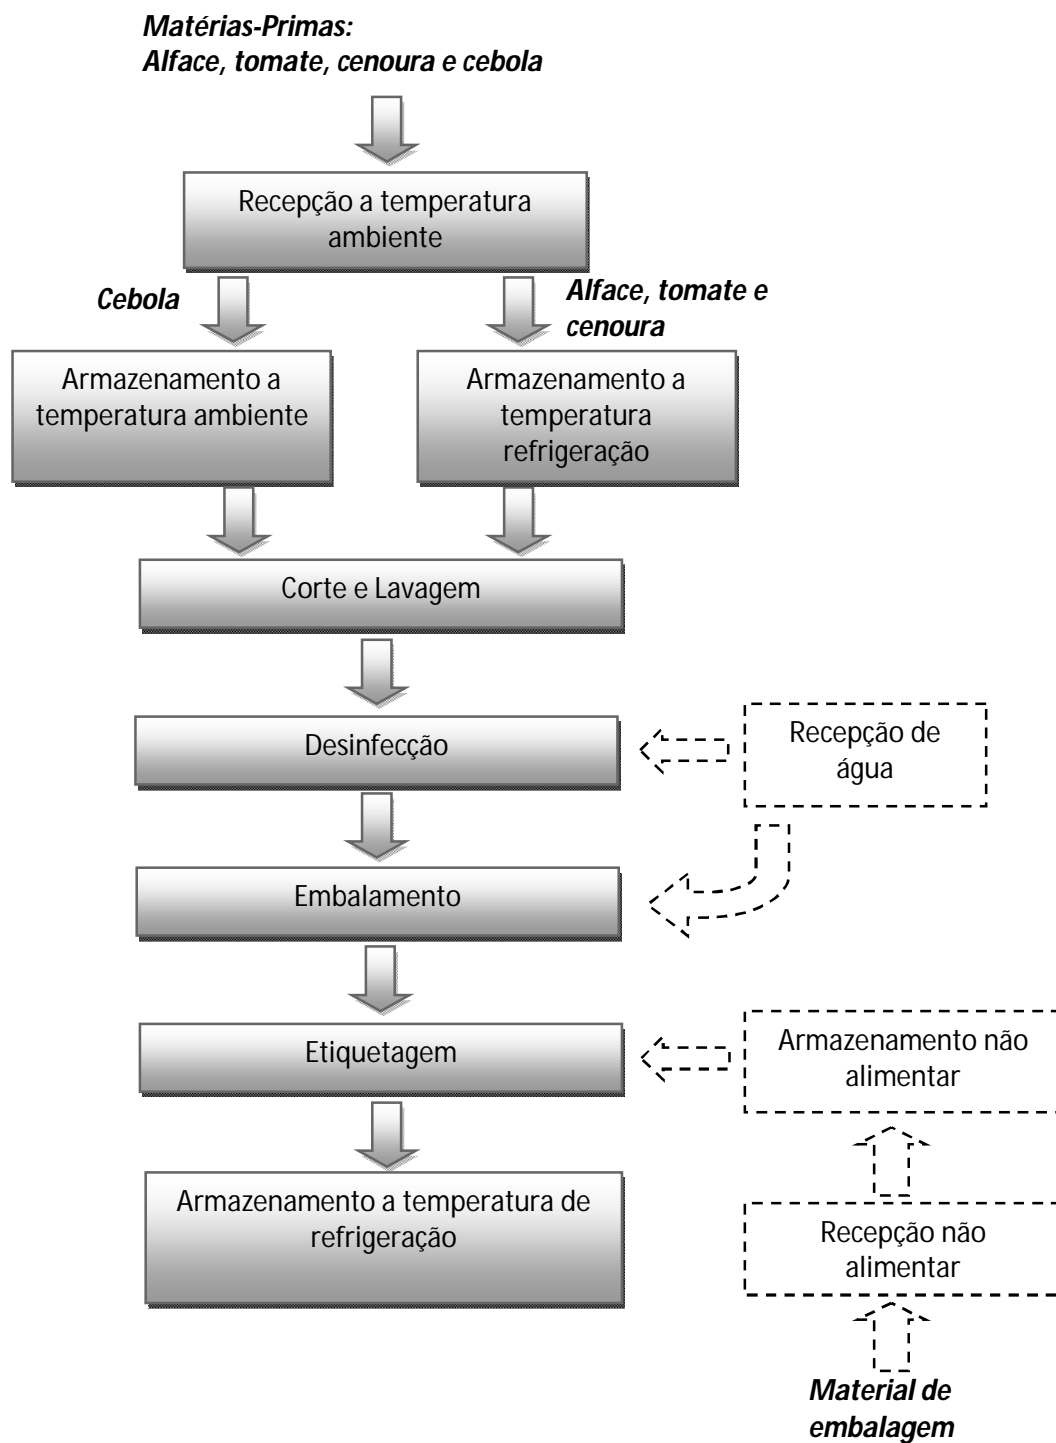 Matérias-Primas:
Alface, tomate, cenoura e cebola
Recepção a temperatura
ambiente
Cebola
Alface, tomate e
cenoura
Armazenamento a
temperatura ambiente
Armazenamento a
temperatura
refrigeração
Corte e Lavagem
Desinfecção
Recepção de
água
Embalamento
Etiquetagem
Armazenamento não
alimentar
Armazenamento a temperatura de
refrigeração
Recepção não
alimentar
Material de
embalagem